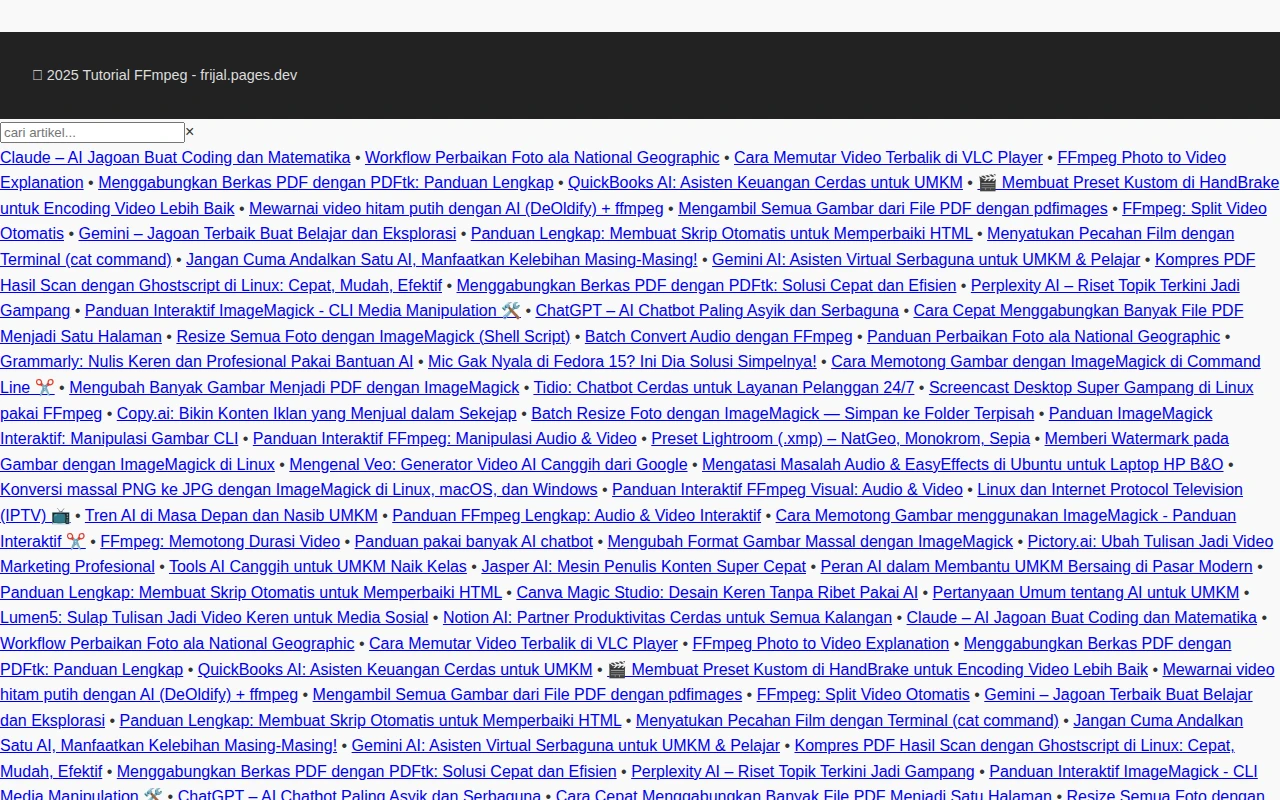 2025 Tutorial FFmpeg - frijal.pages.dev
cari artikel...×
Claude – AI Jagoan Buat Coding dan Matematika • Workflow Perbaikan Foto ala National Geographic • Cara Memutar Video Terbalik di VLC Player • FFmpeg Photo to Video
Explanation • Menggabungkan Berkas PDF dengan PDFtk: Panduan Lengkap • QuickBooks AI: Asisten Keuangan Cerdas untuk UMKM • 🎬 Membuat Preset Kustom di HandBrake
untuk Encoding Video Lebih Baik • Mewarnai video hitam putih dengan AI (DeOldify) + ffmpeg • Mengambil Semua Gambar dari File PDF dengan pdfimages • FFmpeg: Split Video
Otomatis • Gemini – Jagoan Terbaik Buat Belajar dan Eksplorasi • Panduan Lengkap: Membuat Skrip Otomatis untuk Memperbaiki HTML • Menyatukan Pecahan Film dengan
Terminal (cat command) • Jangan Cuma Andalkan Satu AI, Manfaatkan Kelebihan Masing-Masing! • Gemini AI: Asisten Virtual Serbaguna untuk UMKM & Pelajar • Kompres PDF
Hasil Scan dengan Ghostscript di Linux: Cepat, Mudah, Efektif • Menggabungkan Berkas PDF dengan PDFtk: Solusi Cepat dan Efisien • Perplexity AI – Riset Topik Terkini Jadi
Gampang • Panduan Interaktif ImageMagick - CLI Media Manipulation 🛠️ • ChatGPT – AI Chatbot Paling Asyik dan Serbaguna • Cara Cepat Menggabungkan Banyak File PDF
Menjadi Satu Halaman • Resize Semua Foto dengan ImageMagick (Shell Script) • Batch Convert Audio dengan FFmpeg • Panduan Perbaikan Foto ala National Geographic •
Grammarly: Nulis Keren dan Profesional Pakai Bantuan AI • Mic Gak Nyala di Fedora 15? Ini Dia Solusi Simpelnya! • Cara Memotong Gambar dengan ImageMagick di Command
Line ✂️ • Mengubah Banyak Gambar Menjadi PDF dengan ImageMagick • Tidio: Chatbot Cerdas untuk Layanan Pelanggan 24/7 • Screencast Desktop Super Gampang di Linux
pakai FFmpeg • Copy.ai: Bikin Konten Iklan yang Menjual dalam Sekejap • Batch Resize Foto dengan ImageMagick — Simpan ke Folder Terpisah • Panduan ImageMagick
Interaktif: Manipulasi Gambar CLI • Panduan Interaktif FFmpeg: Manipulasi Audio & Video • Preset Lightroom (.xmp) – NatGeo, Monokrom, Sepia • Memberi Watermark pada
Gambar dengan ImageMagick di Linux • Mengenal Veo: Generator Video AI Canggih dari Google • Mengatasi Masalah Audio & EasyEffects di Ubuntu untuk Laptop HP B&O •
Konversi massal PNG ke JPG dengan ImageMagick di Linux, macOS, dan Windows • Panduan Interaktif FFmpeg Visual: Audio & Video • Linux dan Internet Protocol Television
(IPTV) 📺 • Tren AI di Masa Depan dan Nasib UMKM • Panduan FFmpeg Lengkap: Audio & Video Interaktif • Cara Memotong Gambar menggunakan ImageMagick - Panduan
Interaktif ✂️ • FFmpeg: Memotong Durasi Video • Panduan pakai banyak AI chatbot • Mengubah Format Gambar Massal dengan ImageMagick • Pictory.ai: Ubah Tulisan Jadi Video
Marketing Profesional • Tools AI Canggih untuk UMKM Naik Kelas • Jasper AI: Mesin Penulis Konten Super Cepat • Peran AI dalam Membantu UMKM Bersaing di Pasar Modern •
Panduan Lengkap: Membuat Skrip Otomatis untuk Memperbaiki HTML • Canva Magic Studio: Desain Keren Tanpa Ribet Pakai AI • Pertanyaan Umum tentang AI untuk UMKM •
Lumen5: Sulap Tulisan Jadi Video Keren untuk Media Sosial • Notion AI: Partner Produktivitas Cerdas untuk Semua Kalangan • Claude – AI Jagoan Buat Coding dan Matematika •
Workflow Perbaikan Foto ala National Geographic • Cara Memutar Video Terbalik di VLC Player • FFmpeg Photo to Video Explanation • Menggabungkan Berkas PDF dengan
PDFtk: Panduan Lengkap • QuickBooks AI: Asisten Keuangan Cerdas untuk UMKM • 🎬 Membuat Preset Kustom di HandBrake untuk Encoding Video Lebih Baik • Mewarnai video
hitam putih dengan AI (DeOldify) + ffmpeg • Mengambil Semua Gambar dari File PDF dengan pdfimages • FFmpeg: Split Video Otomatis • Gemini – Jagoan Terbaik Buat Belajar
dan Eksplorasi • Panduan Lengkap: Membuat Skrip Otomatis untuk Memperbaiki HTML • Menyatukan Pecahan Film dengan Terminal (cat command) • Jangan Cuma Andalkan
Satu AI, Manfaatkan Kelebihan Masing-Masing! • Gemini AI: Asisten Virtual Serbaguna untuk UMKM & Pelajar • Kompres PDF Hasil Scan dengan Ghostscript di Linux: Cepat,
Mudah, Efektif • Menggabungkan Berkas PDF dengan PDFtk: Solusi Cepat dan Efisien • Perplexity AI – Riset Topik Terkini Jadi Gampang • Panduan Interaktif ImageMagick - CLI
Media Manipulation 🛠️ • ChatGPT – AI Chatbot Paling Asyik dan Serbaguna • Cara Cepat Menggabungkan Banyak File PDF Menjadi Satu Halaman • Resize Semua Foto dengan